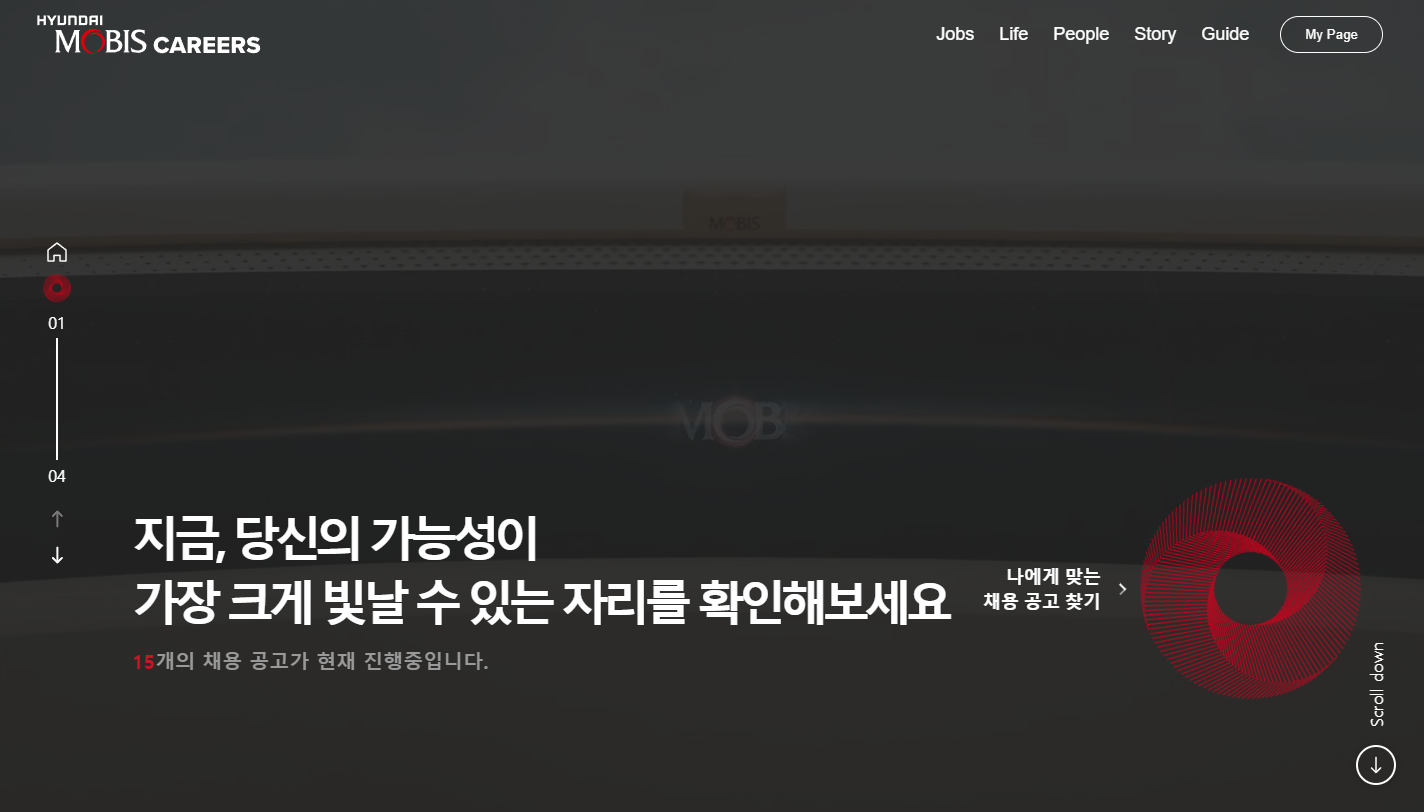 HYUNDAI
MOBIS CAREERS
Jobs Life People Story Guide My Page
MOBIS
01
MOB
04
지금, 당신의 가능성이
가장 크게 빛날 수 있는 자리를 확인해보세요
15개의 채용 공고가 현재 진행중입니다.
나에게 맞는
채용 공고 찾기
Scroll down